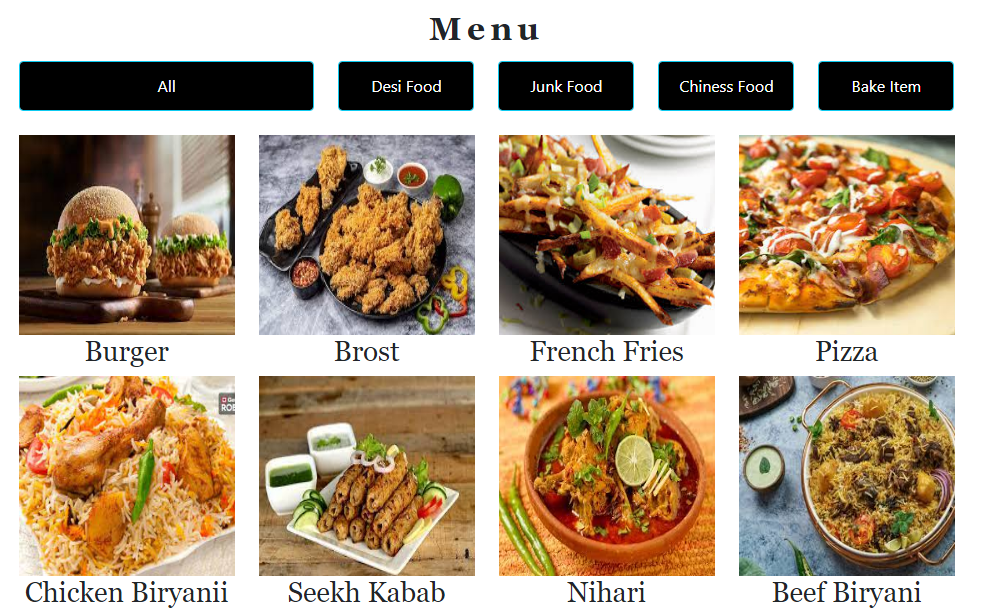 Menu
All Desi Food Junk Food Chiness Food Bake Item
Burger Brost French Fries Pizza
Chicken Biryanii Seekh Kabab Nihari Beef Biryani